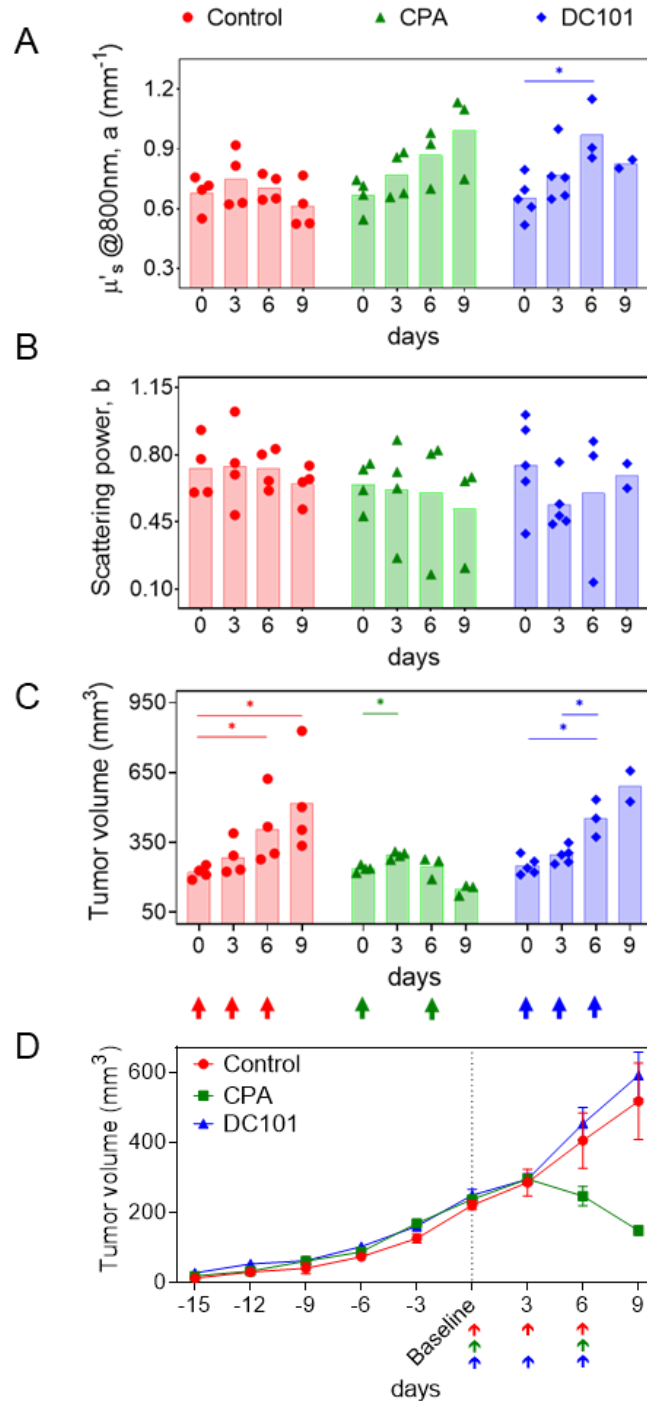 Control CPA DC101
A
μ's @800nm, a (mm-1)
1.2
0.9
0.6
0.3
*
0 3 6 9 0 3 6 9 0 3 6 9
days
B
Scattering power, b
1.15
0.80
0.45
0.10
0 3 6 9 0 3 6 9 0 3 6 9
days
C
Tumor volume (mm3)
950
650
350
50
* * * * *
0 3 6 9 0 3 6 9 0 3 6 9
days
D
Tumor volume (mm3)
Control
CPA
DC101
600
400
200
0
-15 -12 -9 -6 -3 Baseline 3 6 9
days